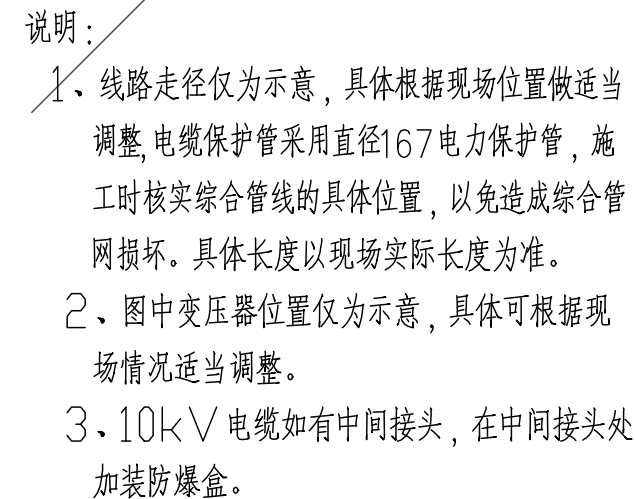 说明：
1、线路走径仅为示意，具体根据现场位置做适当
调整,电缆保护管采用直径167电力保护管，施
工时核实综合管线的具体位置，以免造成综合管
网损坏。具体长度以现场实际长度为准。
2、图中变压器位置仅为示意，具体可根据现
场情况适当调整。
3、10kV电缆如有中间接头，在中间接头处
加装防爆盒。